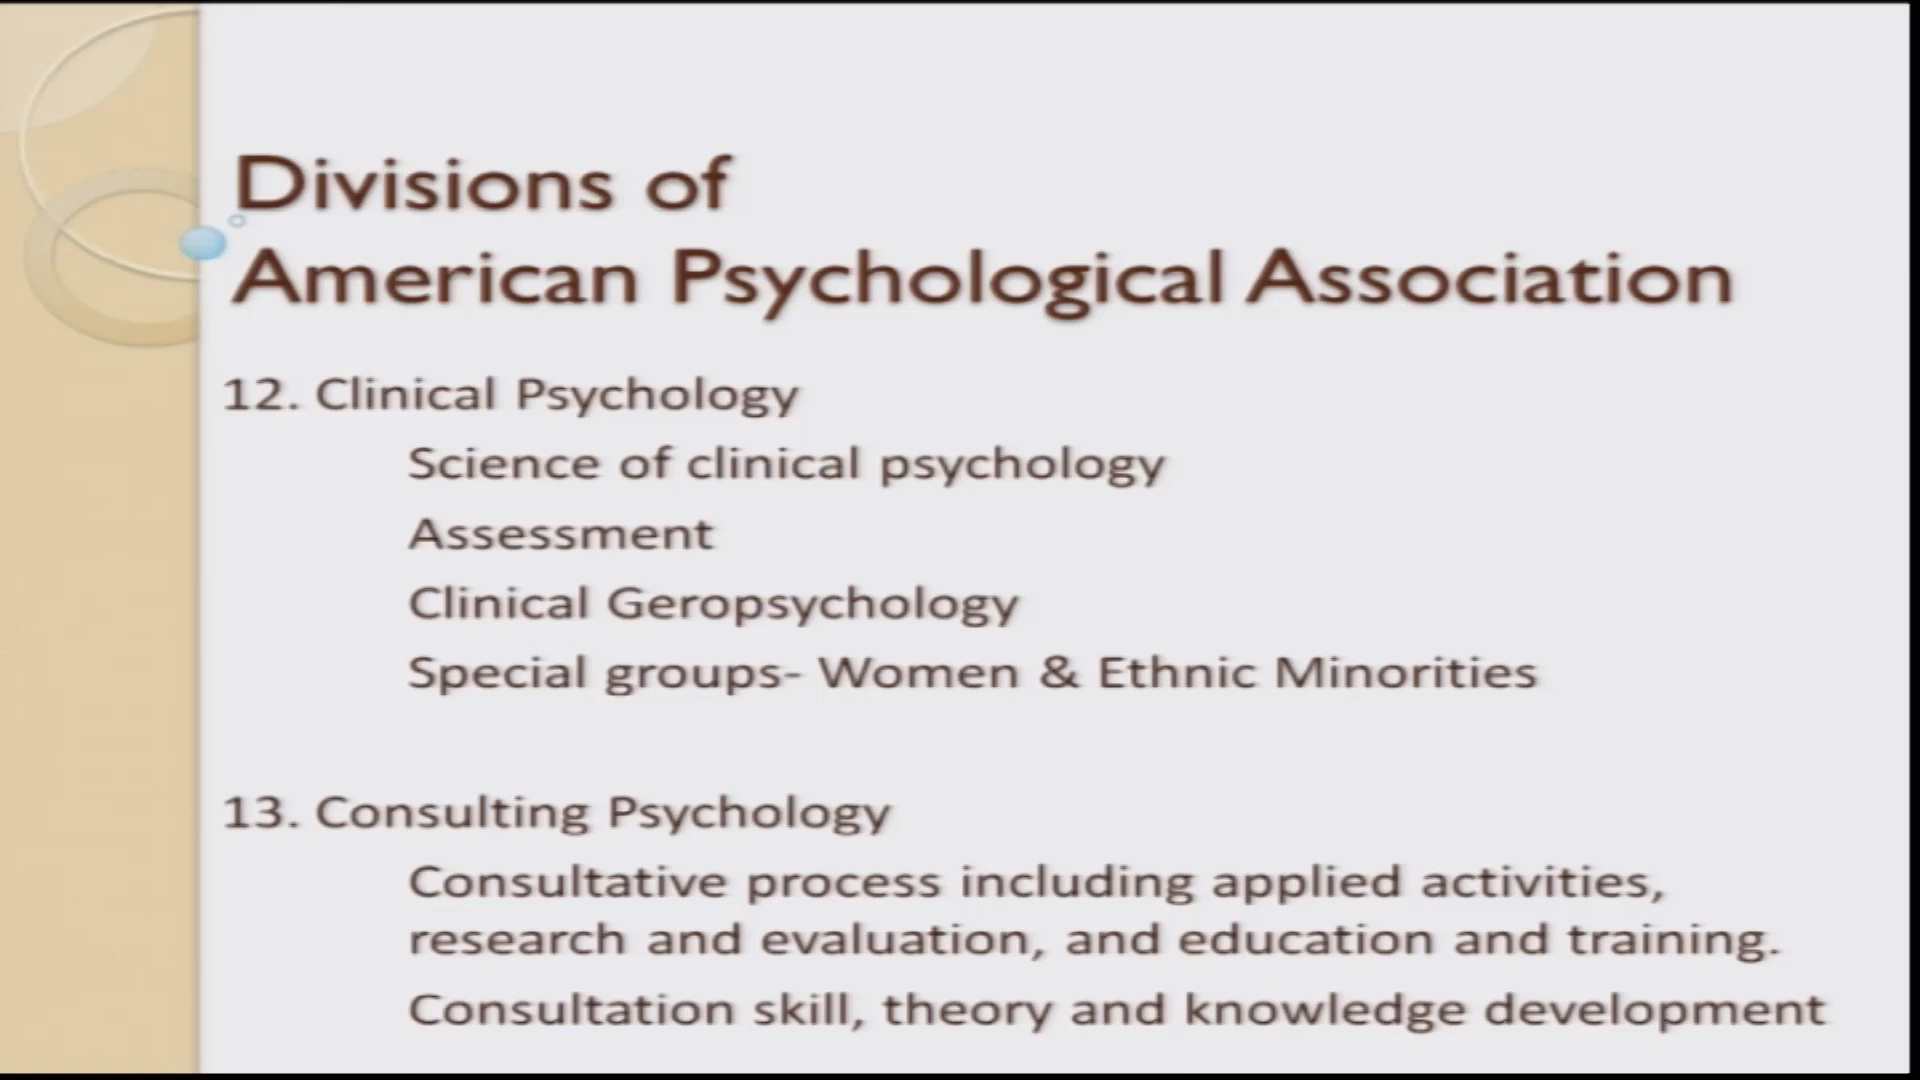 Divisions of
American Psychological Association
12. Clinical Psychology
Science of clinical psychology
Assessment
Clinical Geropsychology
Special groups- Women & Ethnic Minorities
13. Consulting Psychology
Consultative process including applied activities,
research and evaluation, and education and training.
Consultation skill, theory and knowledge development